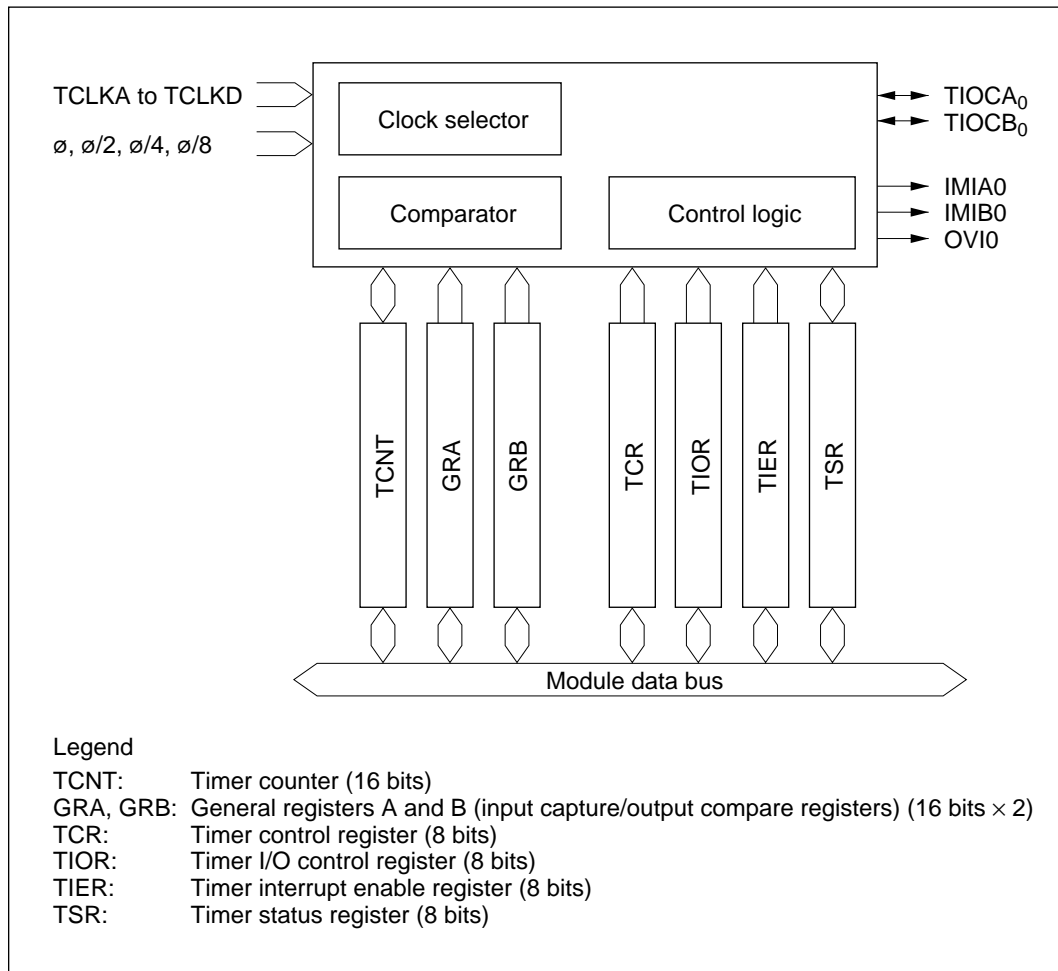 TCLKA to TCLKD
ø, ø/2, ø/4, ø/8
Clock selector
Comparator
Control logic
TIOCA0
TIOCB0
IMIA0
IMIB0
OVI0
TCNT
GRA
GRB
TCR
TIOR
TIER
TSR
Module data bus
Legend
TCNT: Timer counter (16 bits)
GRA, GRB: General registers A and B (input capture/output compare registers) (16 bits × 2)
TCR: Timer control register (8 bits)
TIOR: Timer I/O control register (8 bits)
TIER: Timer interrupt enable register (8 bits)
TSR: Timer status register (8 bits)